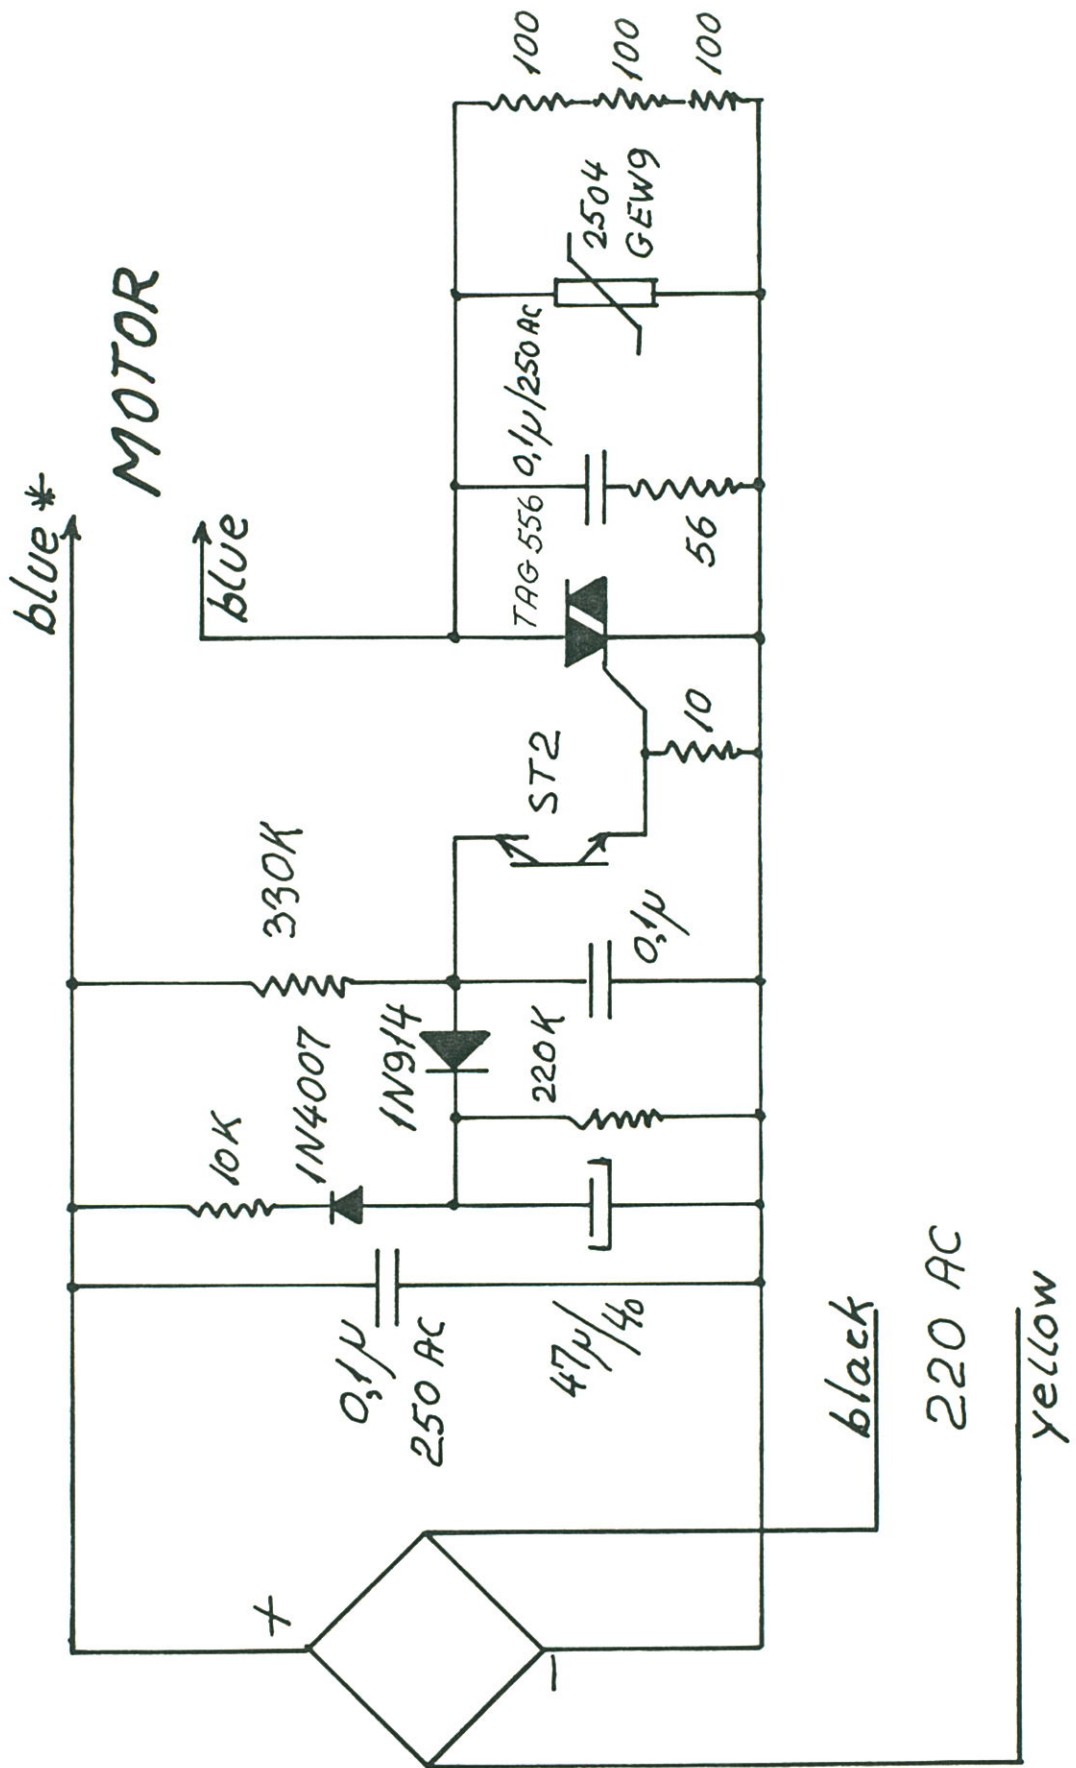 blue *
MOTOR
blue
+
–
10K
330K
1N4007
1N914
0,1µ
250 AC
47µ/40
220K
0,1µ
ST2
10
TAG 556
0,1µ/250 AC
56
2504
GEW9
100
100
100
black
220 AC
yellow